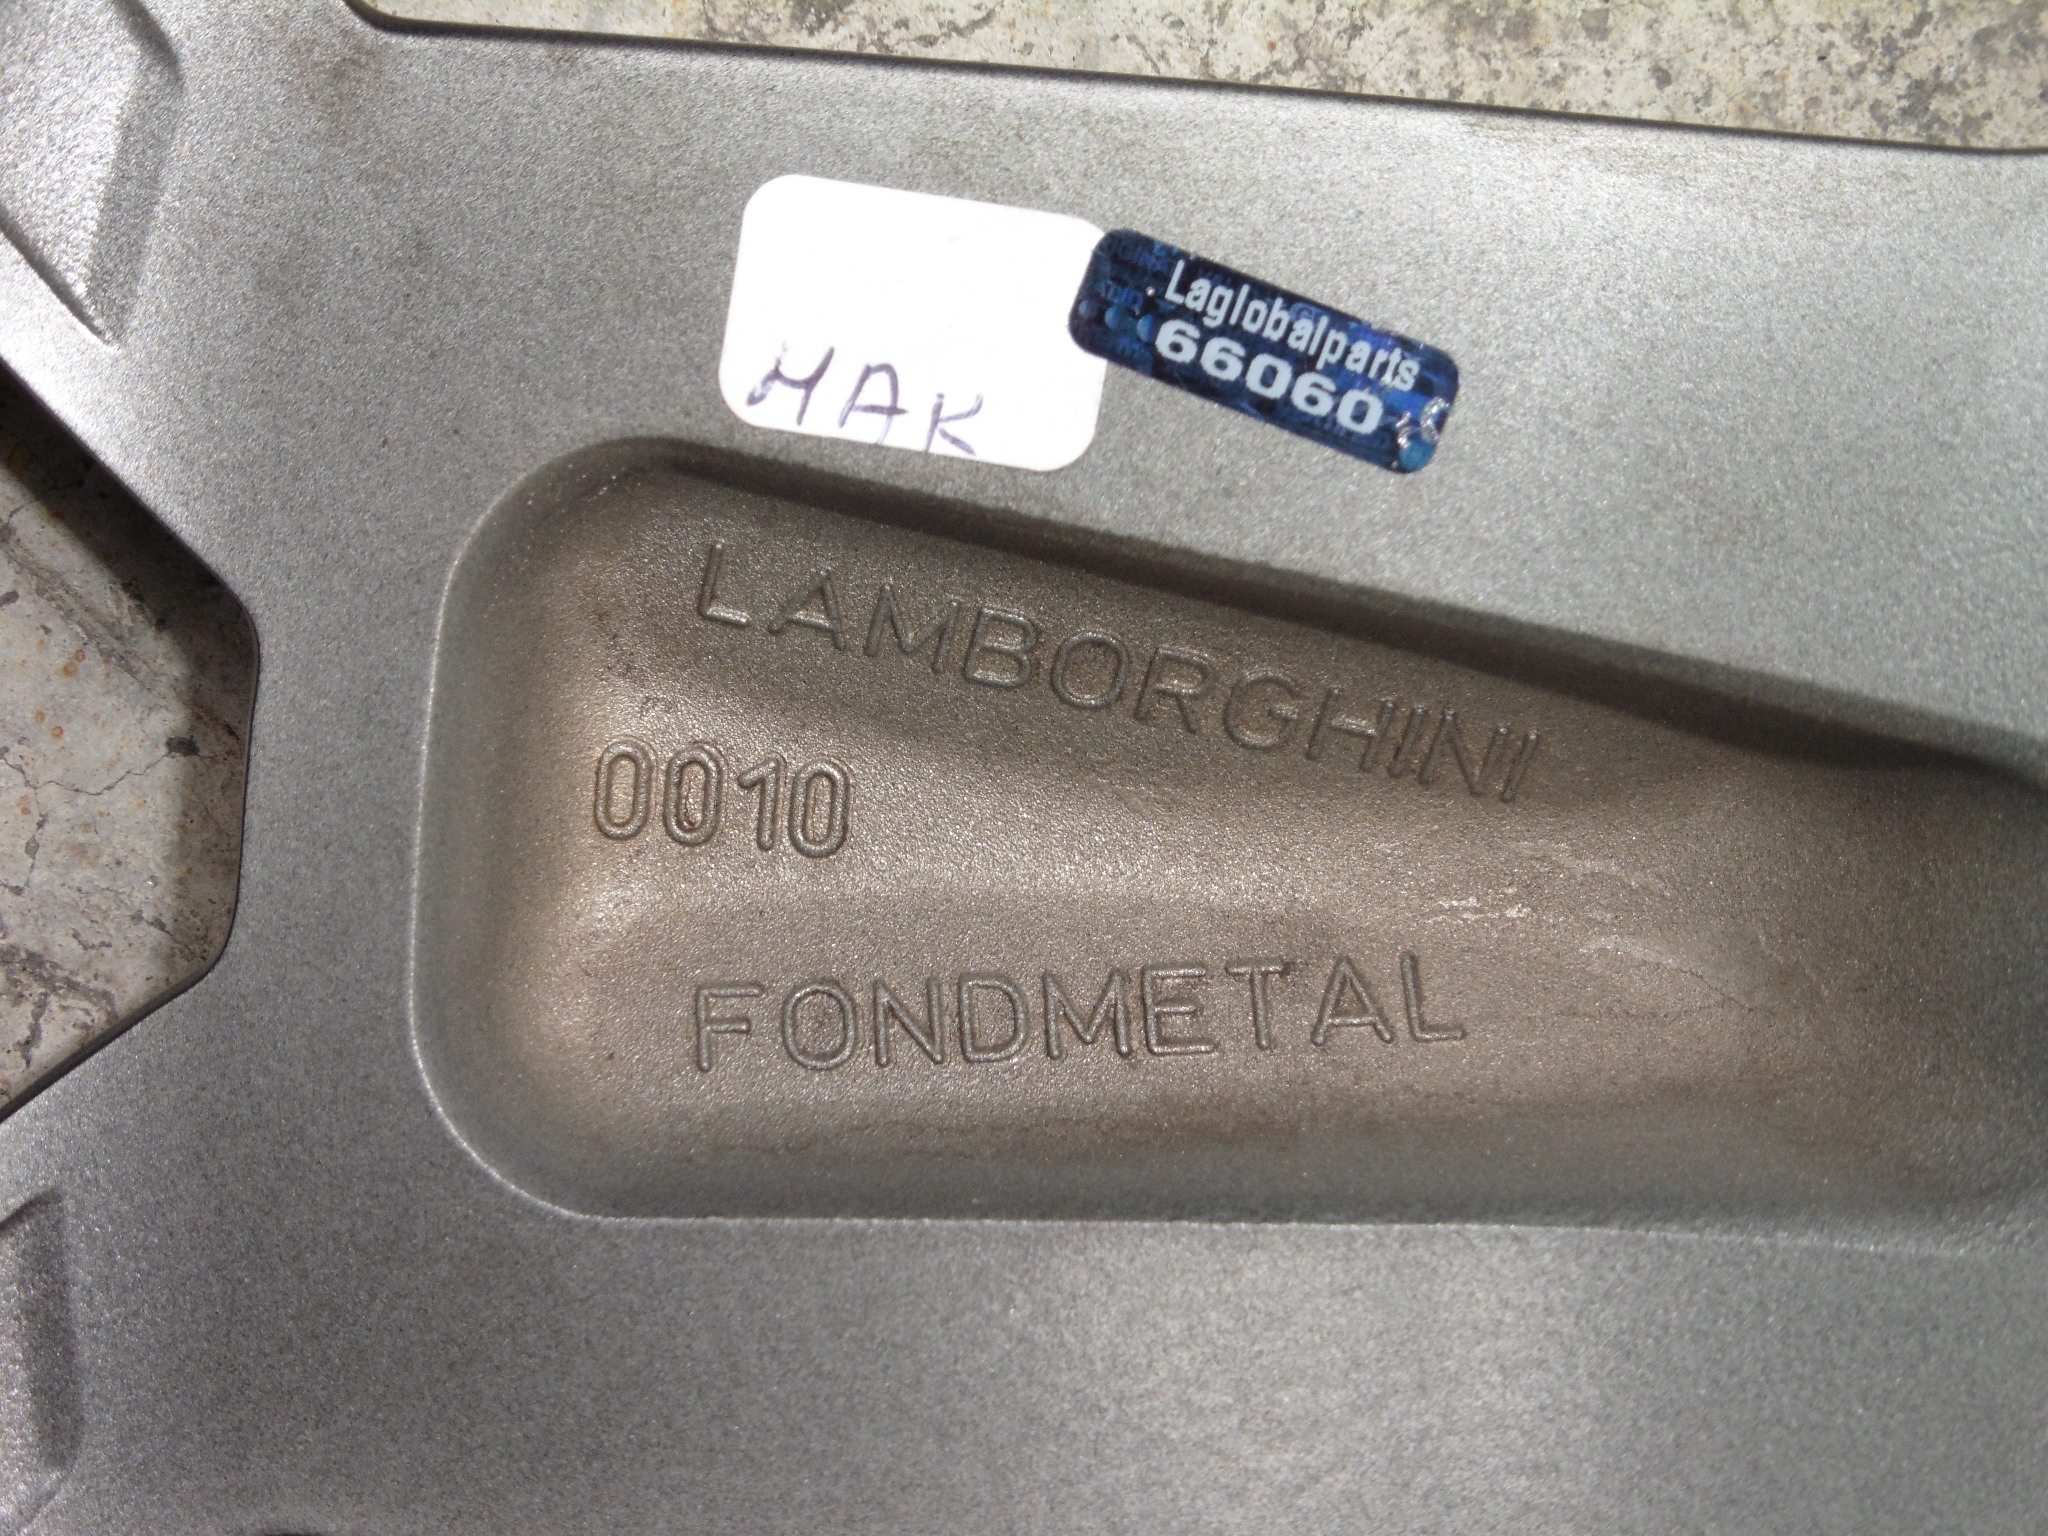 MAK
Laglobalparts
66060
LAMBORGHINI
0010
FONDMETAL